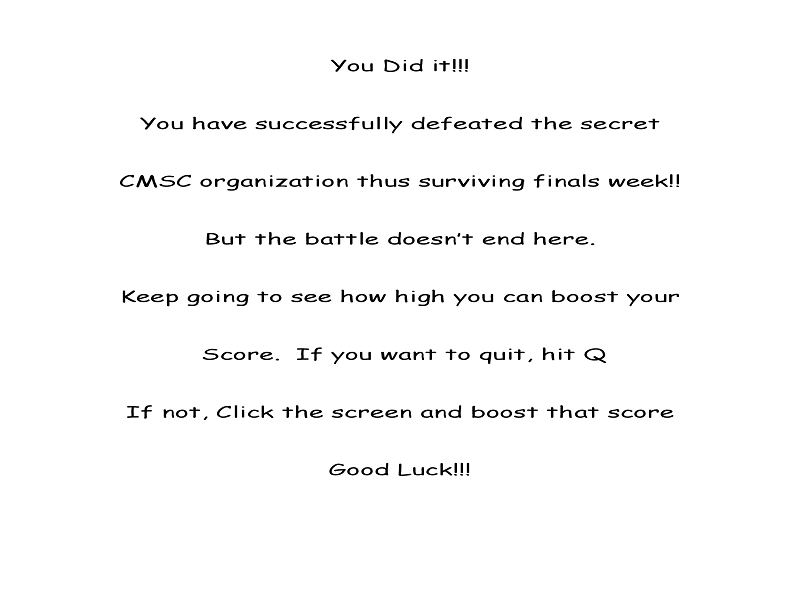 You Did it!!!
You have successfully defeated the secret
CMSC organization thus surviving finals week!!
But the battle doesn't end here.
Keep going to see how high you can boost your
Score.  If you want to quit, hit Q
If not, Click the screen and boost that score
Good Luck!!!